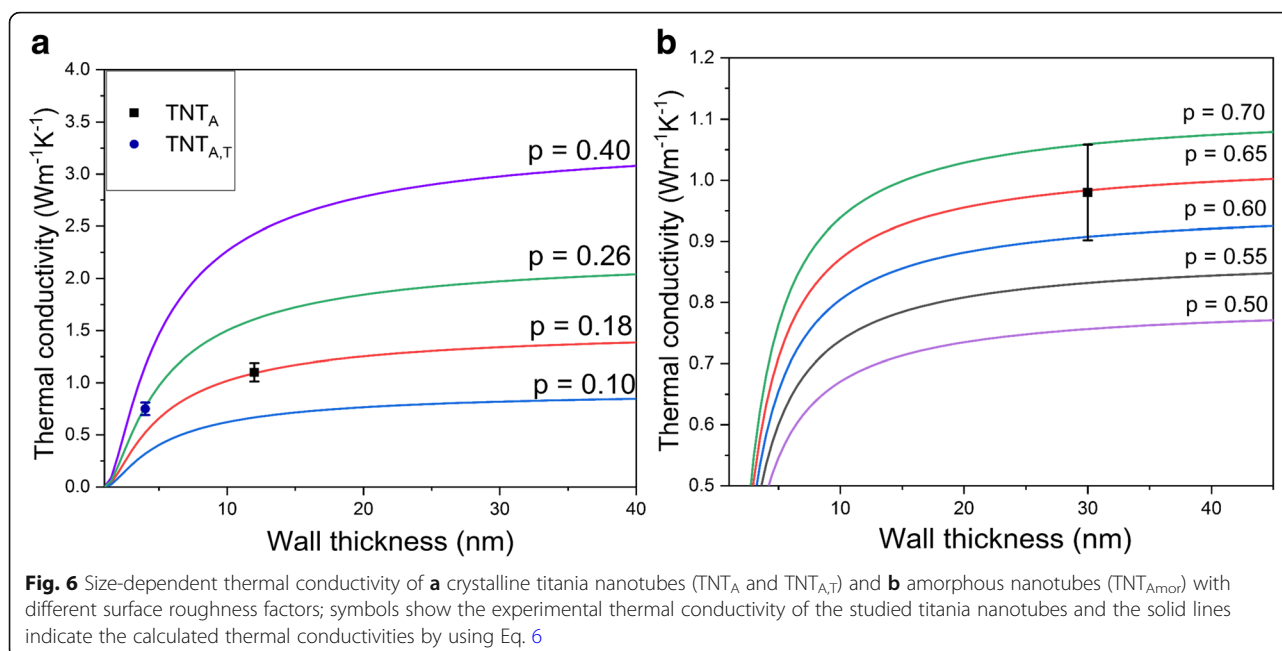 a
Thermal conductivity (Wm⁻¹K⁻¹)
4.0
3.5
3.0
2.5
2.0
1.5
1.0
0.5
0.0
TNT_A
TNT_A,T
p = 0.40
p = 0.26
p = 0.18
p = 0.10
10
20
30
40
Wall thickness (nm)
b
Thermal conductivity (Wm⁻¹K⁻¹)
1.2
1.1
1.0
0.9
0.8
0.7
0.6
0.5
p = 0.70
p = 0.65
p = 0.60
p = 0.55
p = 0.50
10
20
30
40
Wall thickness (nm)
Fig. 6 Size-dependent thermal conductivity of a crystalline titania nanotubes (TNT_A and TNT_A,T) and b amorphous nanotubes (TNT_Amor) with
different surface roughness factors; symbols show the experimental thermal conductivity of the studied titania nanotubes and the solid lines
indicate the calculated thermal conductivities by using Eq. 6